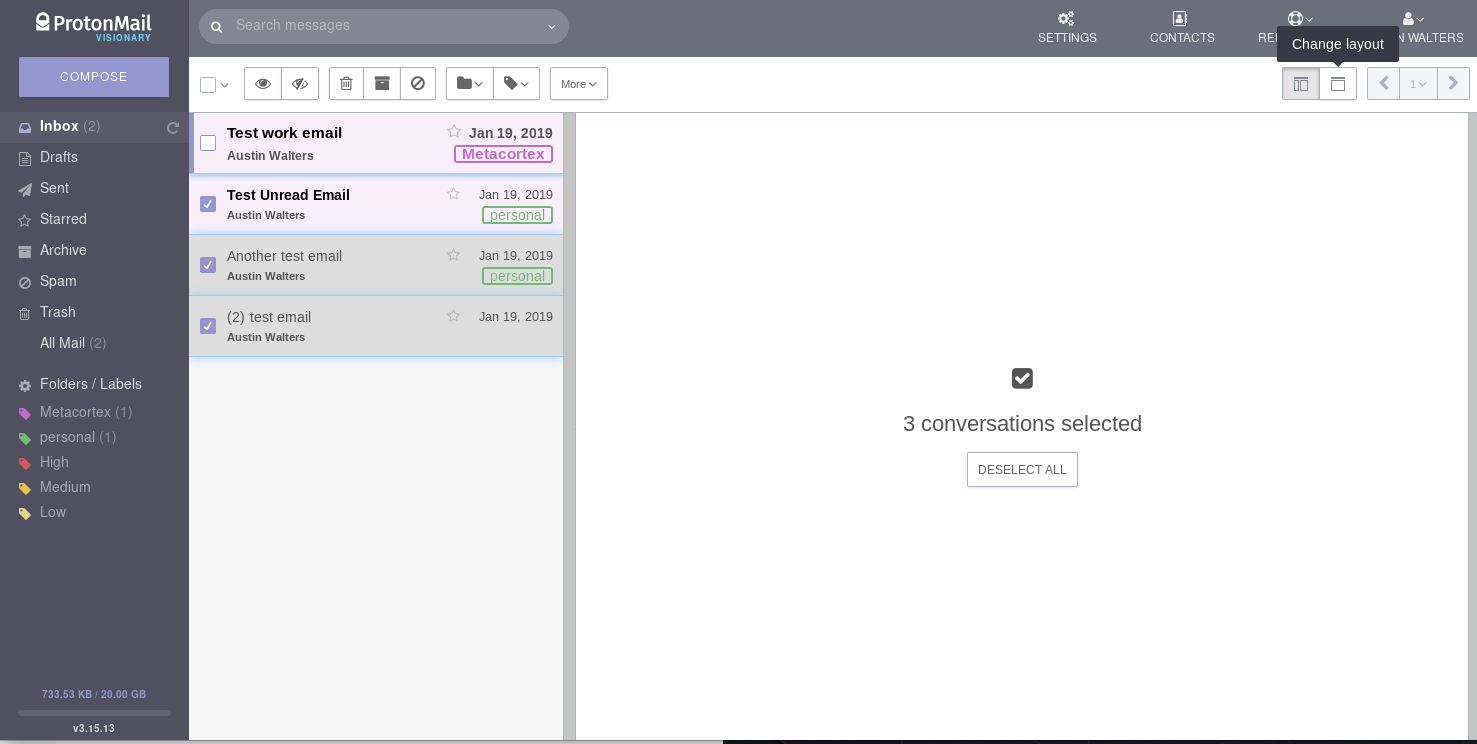 ProtonMail
VISIONARY
Search messages
SETTINGS
CONTACTS
Change layout
N WALTERS
COMPOSE
More
1
Inbox (2)
Drafts
Sent
Starred
Archive
Spam
Trash
All Mail (2)
Folders / Labels
Metacortex (1)
personal (1)
High
Medium
Low
733.53 KB / 20.00 GB
v3.15.13
Test work email
Jan 19, 2019
Austin Walters
Metacortex
Test Unread Email
Jan 19, 2019
Austin Walters
personal
Another test email
Jan 19, 2019
Austin Walters
personal
(2) test email
Jan 19, 2019
Austin Walters
3 conversations selected
DESELECT ALL